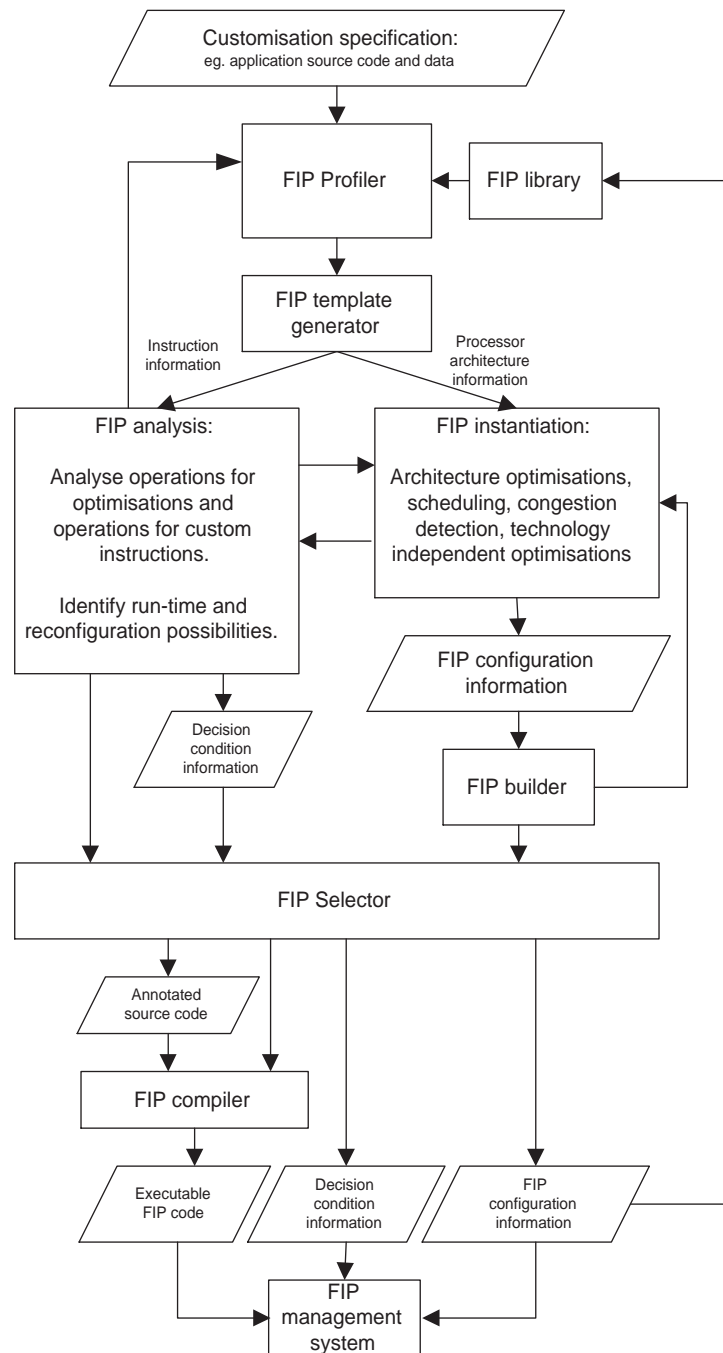 Customisation specification:
eg. application source code and data
FIP Profiler
FIP library
FIP template
generator
Instruction
information
Processor
architecture
information
FIP analysis:
Analyse operations for
optimisations and
operations for custom
instructions.
Identify run-time and
reconfiguration possibilities.
FIP instantiation:
Architecture optimisations,
scheduling, congestion
detection, technology
independent optimisations
FIP configuration
information
Decision
condition
information
FIP builder
FIP Selector
Annotated
source code
FIP compiler
Executable
FIP code
Decision
condition
information
FIP
configuration
information
FIP
management
system